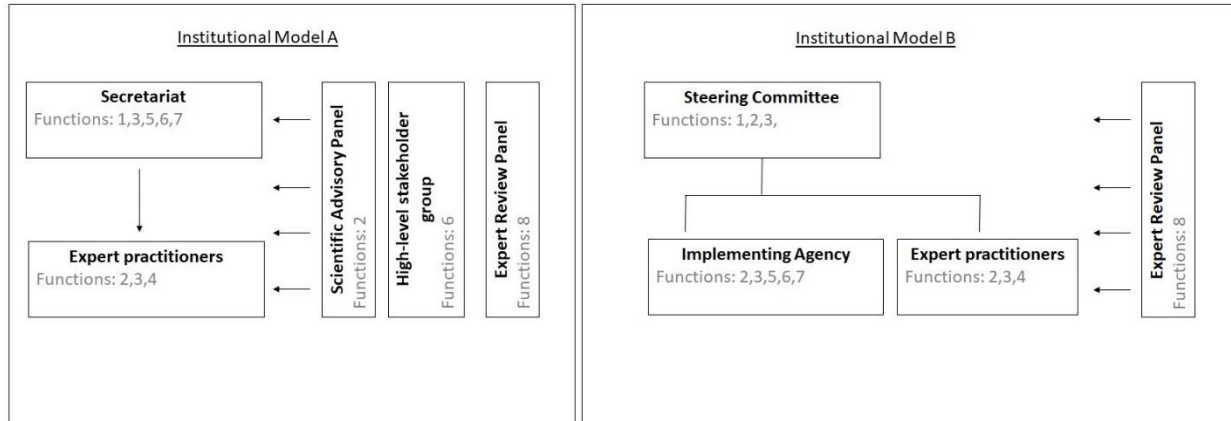 Institutional Model A
Secretariat
Functions: 1,3,5,6,7
Expert practitioners
Functions: 2,3,4
Scientific Advisory Panel
Functions: 2
High-level stakeholder
group
Functions: 6
Expert Review Panel
Functions: 8
Institutional Model B
Steering Committee
Functions: 1,2,3,
Implementing Agency
Functions: 2,3,5,6,7
Expert practitioners
Functions: 2,3,4
Expert Review Panel
Functions: 8